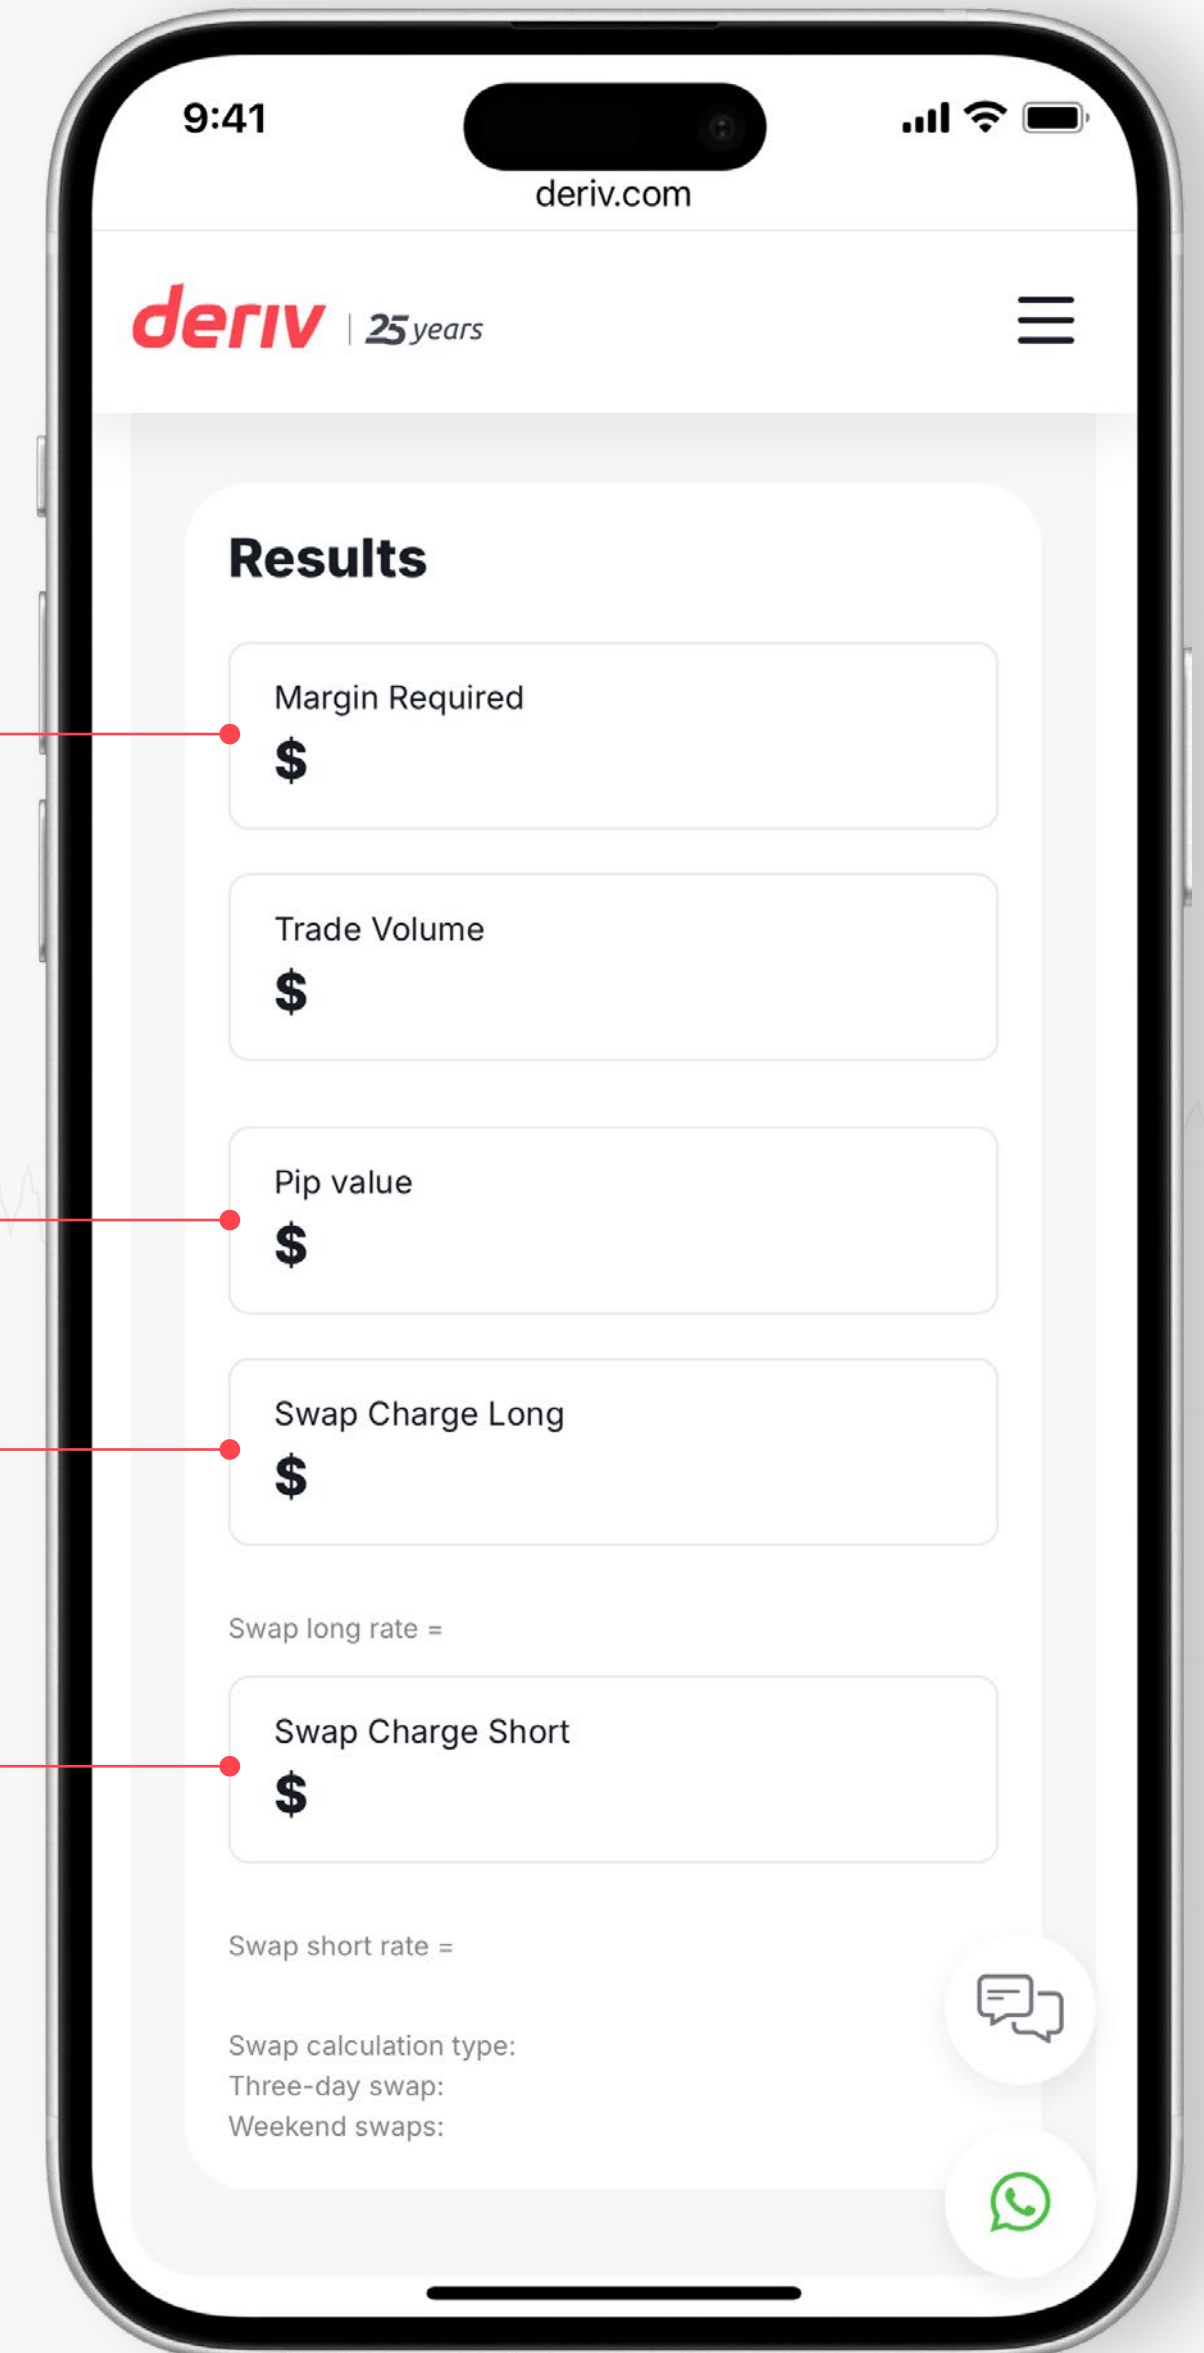 9:41
deriv.com
deriv | 25 years
Results
Margin Required
$
Trade Volume
$
Pip value
$
Swap Charge Long
$
Swap long rate =
Swap Charge Short
$
Swap short rate =
Swap calculation type:
Three-day swap:
Weekend swaps: